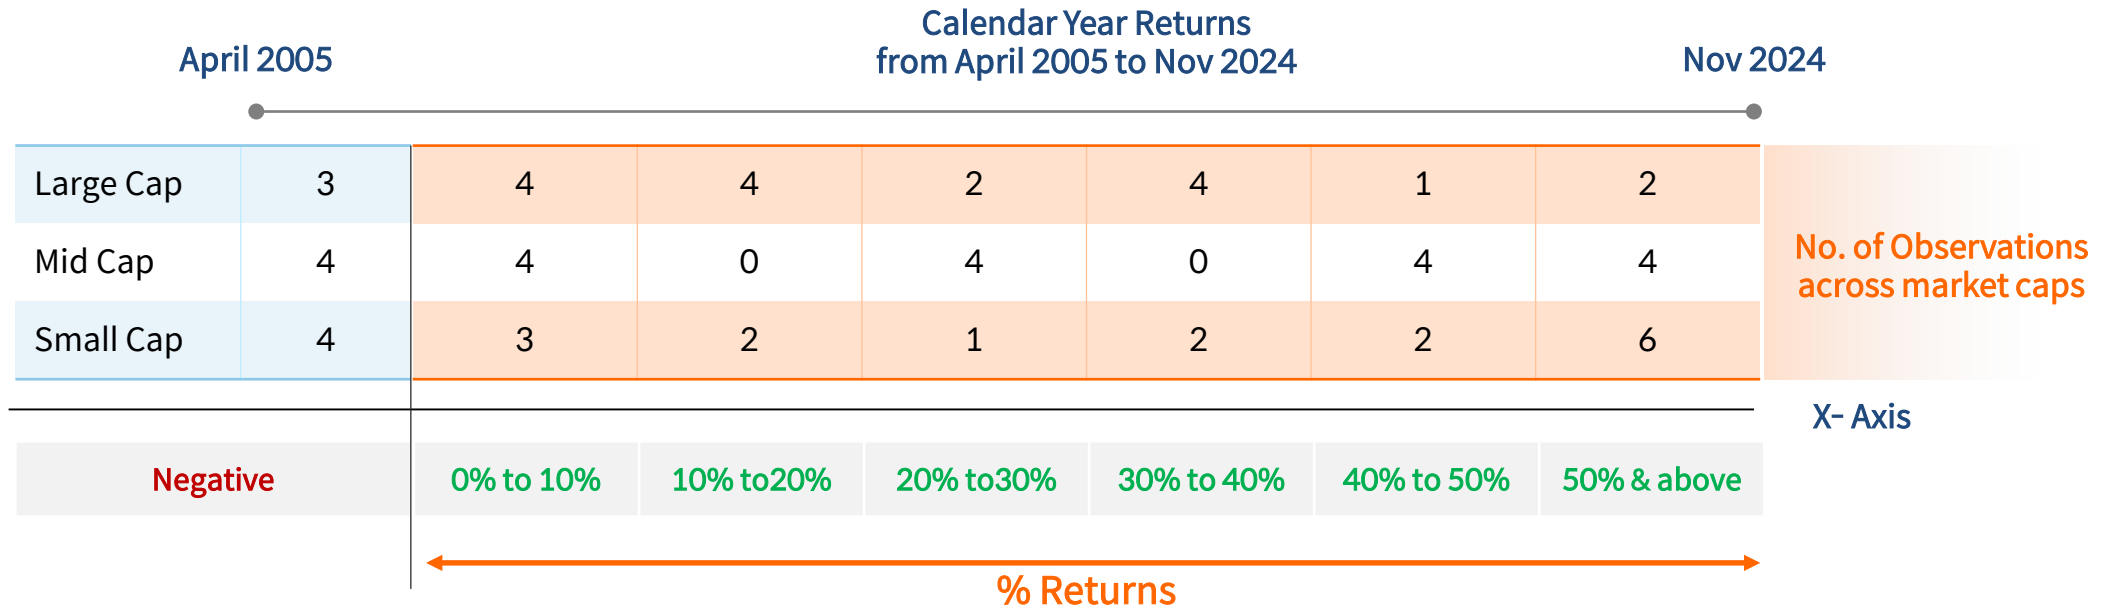 Calendar Year Returns
from April 2005 to Nov 2024
April 2005
Nov 2024
Large Cap 3 4 4 2 4 1 2
Mid Cap 4 4 0 4 0 4 4
Small Cap 4 3 2 1 2 2 6
No. of Observations
across market caps
X- Axis
Negative 0% to 10% 10% to20% 20% to30% 30% to 40% 40% to 50% 50% & above
% Returns